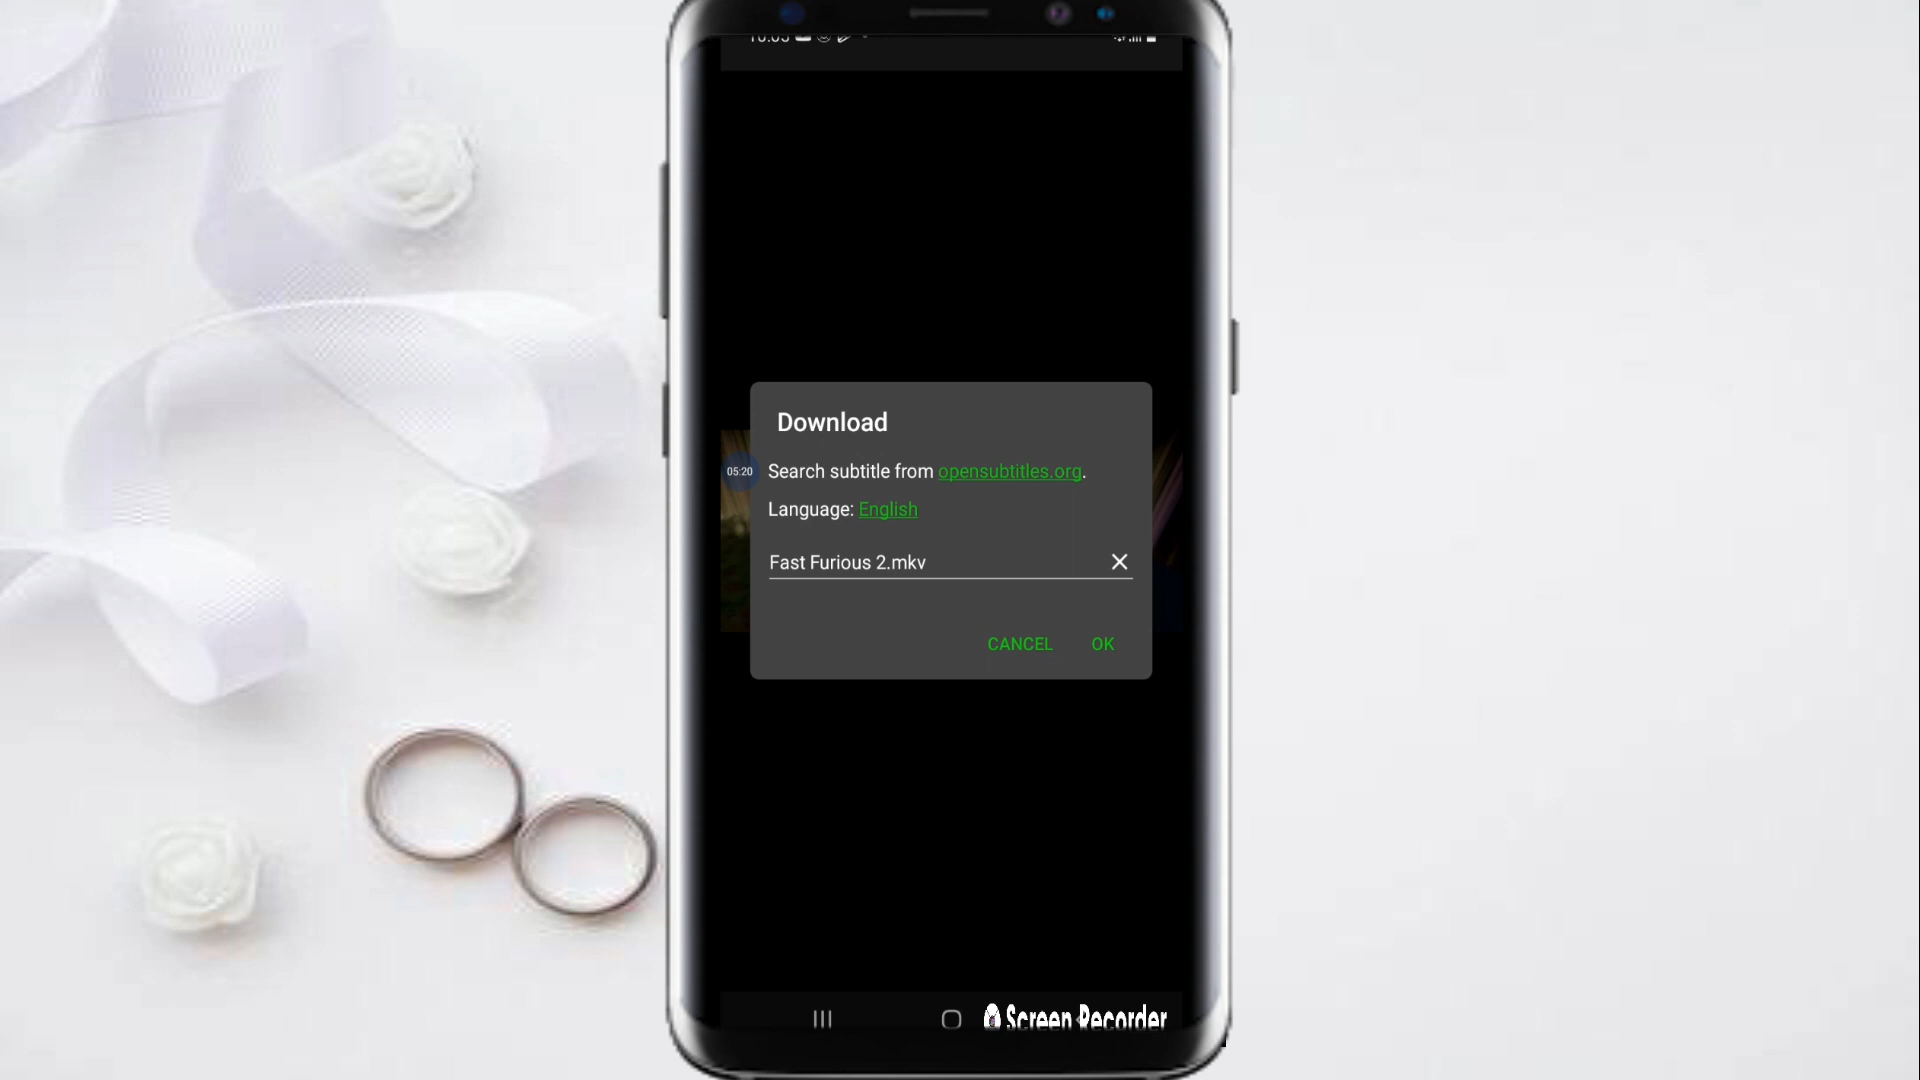 Download
05:20
Search subtitle from opensubtitles.org.
Language: English
Fast Furious 2.mkv
CANCEL OK
Screen Recorder